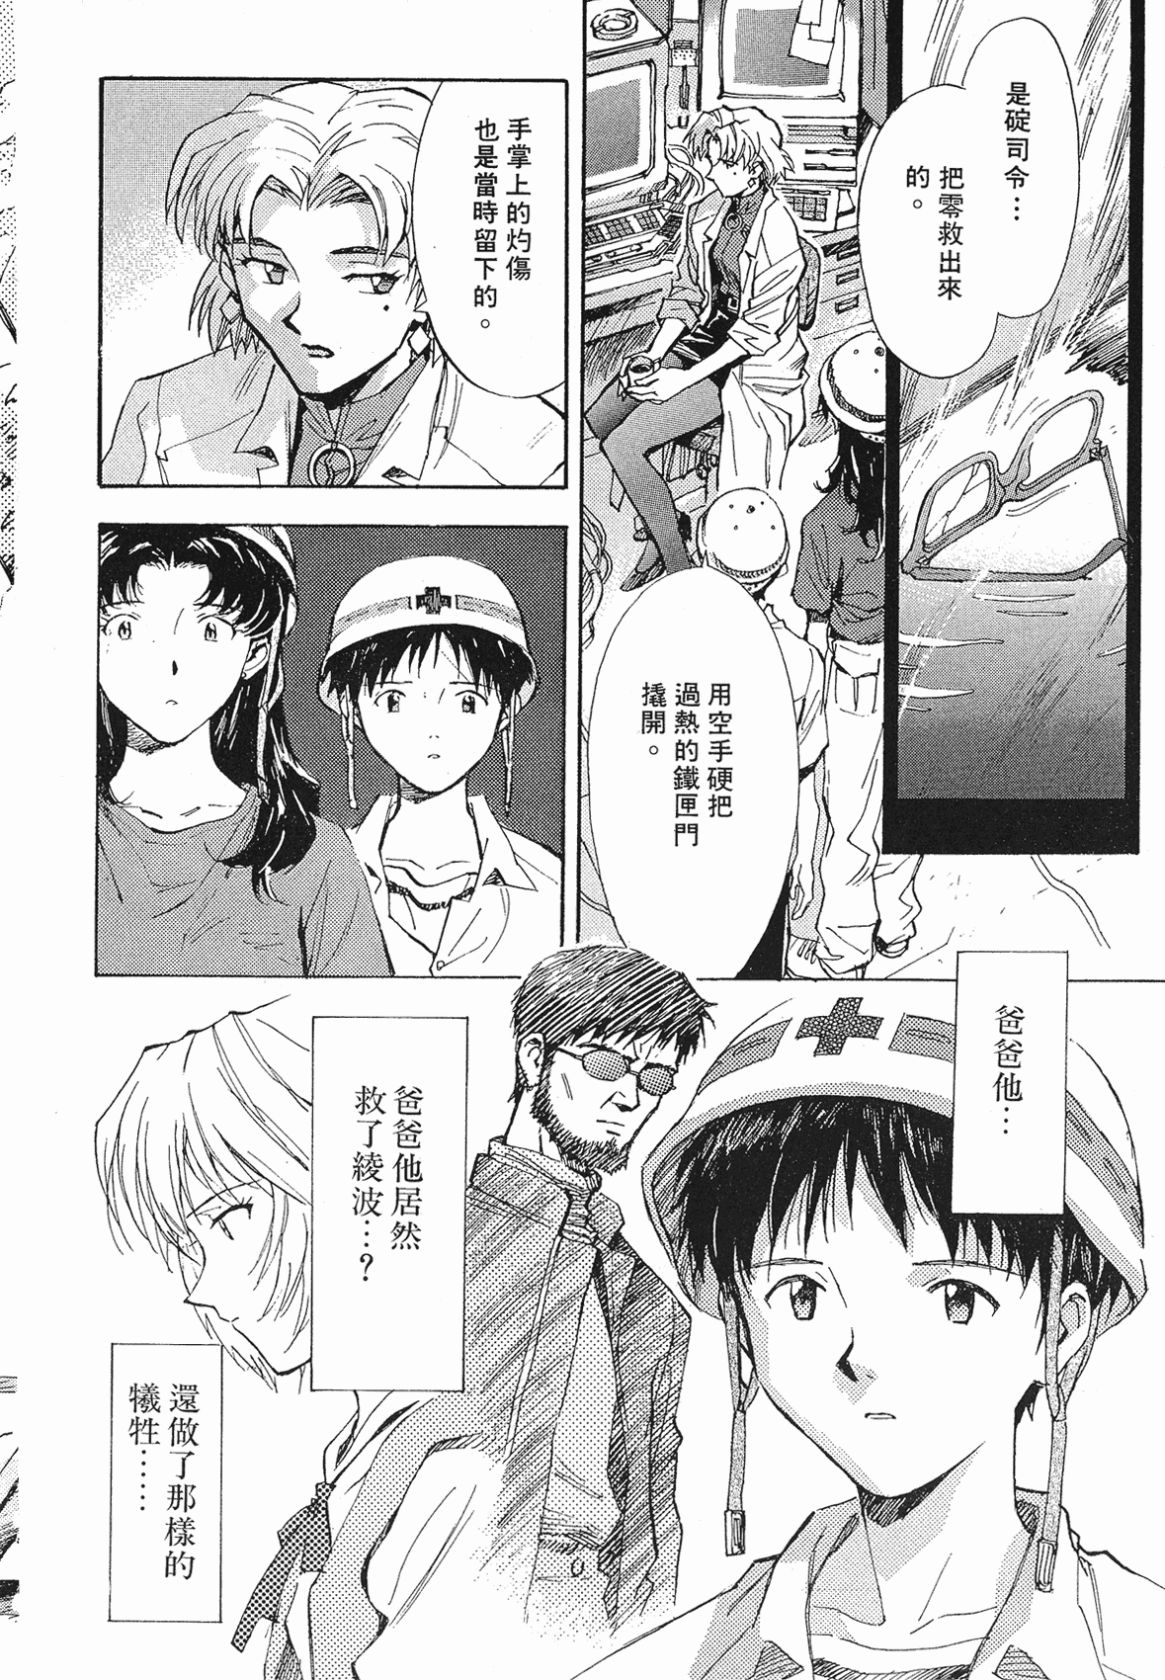 是碇司令…
把零救出來
的。
用空手硬把
過熱的鐵匣門
撬開。
手掌上的灼傷
也是當時留下的。
爸爸他…
爸爸他居然
救了綾波…？
還做了那樣的
犧牲……